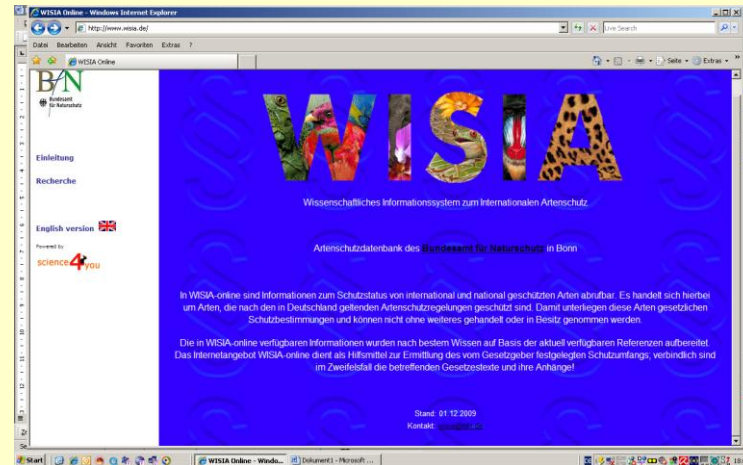 WISIA Online - Windows Internet Explorer
http://www.wisia.de/
Live Search
Datei Bearbeiten Ansicht Favoriten Extras ?
WISIA Online
Seite Extras
BfN
Bundesamt
für Naturschutz
Einleitung
Recherche
English version
Powered by
science4you
WISIA
Wissenschaftliches Informationssystem zum Internationalen Artenschutz
Artenschutzdatenbank des Bundesamt für Naturschutz in Bonn
In WISIA-online sind Informationen zum Schutzstatus von international und national geschützten Arten abrufbar. Es handelt sich hierbei
um Arten, die nach den in Deutschland geltenden Artenschutzregelungen geschützt sind. Damit unterliegen diese Arten gesetzlichen
Schutzbestimmungen und können nicht ohne weiteres gehandelt oder in Besitz genommen werden.
Die in WISIA-online verfügbaren Informationen wurden nach bestem Wissen auf Basis der aktuell verfügbaren Referenzen aufbereitet.
Das Internetangebot WISIA-online dient als Hilfsmittel zur Ermittlung des vom Gesetzgeber festgelegten Schutzumfangs; verbindlich sind
im Zweifelsfall die betreffenden Gesetzestexte und ihre Anhänge!
Stand: 01.12.2009
Kontakt:
Start
WISIA Online - Windo...
Dokument1 - Microsoft ...